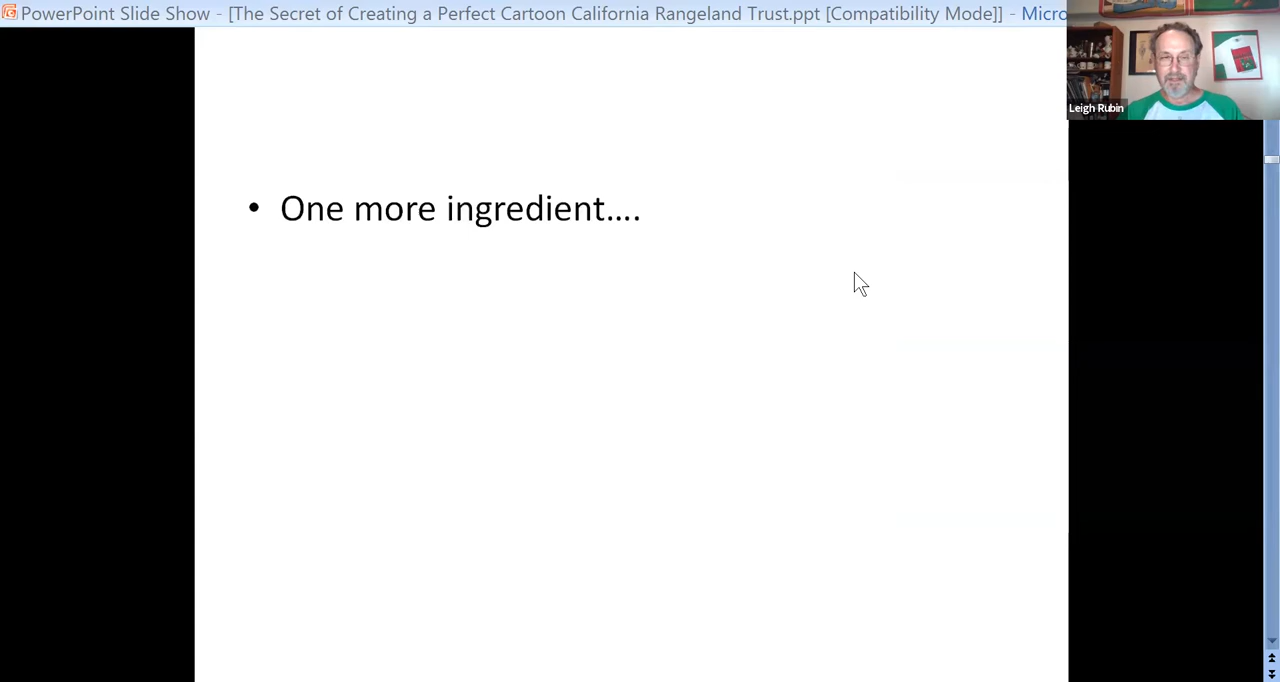 PowerPoint Slide Show - [The Secret of Creating a Perfect Cartoon California Rangeland Trust.ppt [Compatibility Mode]] - Micro
Leigh Rubin
• One more ingredient....